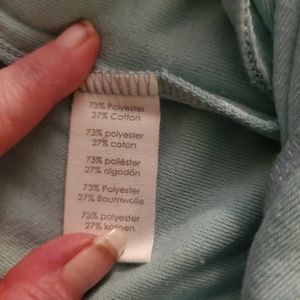 73% Polyester
27% Cotton
73% polyester
27% coton
73% poliéster
27% algodón
73% Polyester
27% Baumwolle
73% polyester
27% katoen